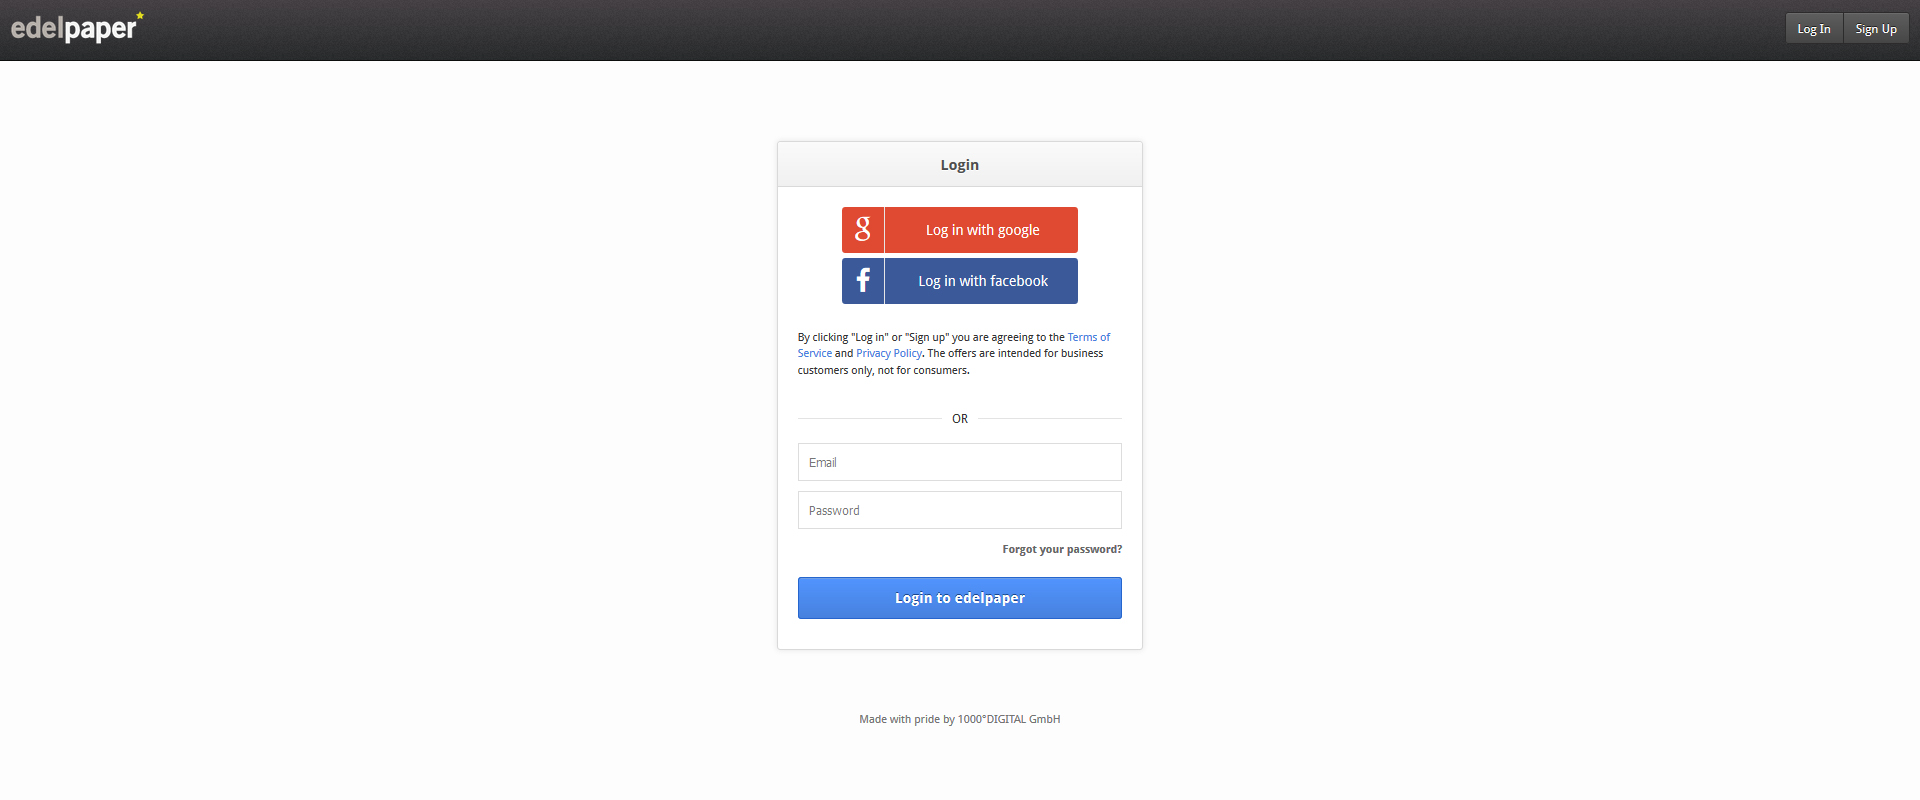 edelpaper
Log In
Sign Up
Login
g
Log in with google
f
Log in with facebook
By clicking "Log in" or "Sign up" you are agreeing to the Terms of
Service and Privacy Policy. The offers are intended for business
customers only, not for consumers.
OR
Email
Password
Forgot your password?
Login to edelpaper
Made with pride by 1000°DIGITAL GmbH